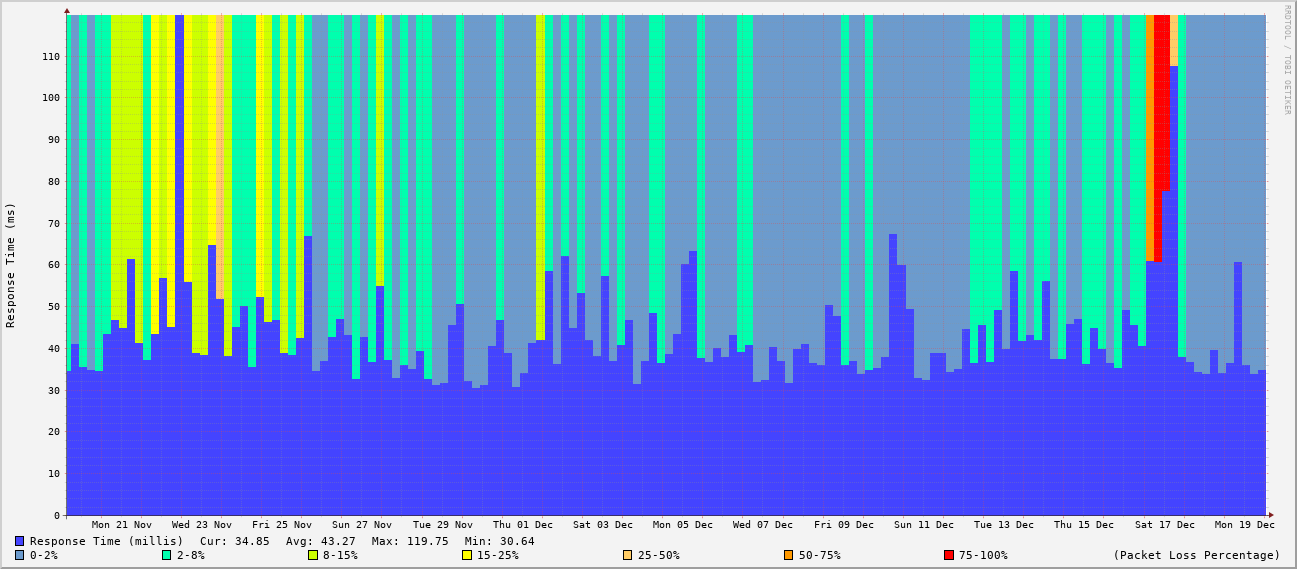 RRDTOOL / TOBI OETIKER
Response Time (ms)
110
100
90
80
70
60
50
40
30
20
10
0
Mon 21 Nov Wed 23 Nov Fri 25 Nov Sun 27 Nov Tue 29 Nov Thu 01 Dec Sat 03 Dec Mon 05 Dec Wed 07 Dec Fri 09 Dec Sun 11 Dec Tue 13 Dec Thu 15 Dec Sat 17 Dec Mon 19 Dec
Response Time (millis) Cur: 34.85 Avg: 43.27 Max: 119.75 Min: 30.64
0-2% 2-8% 8-15% 15-25% 25-50% 50-75% 75-100% (Packet Loss Percentage)